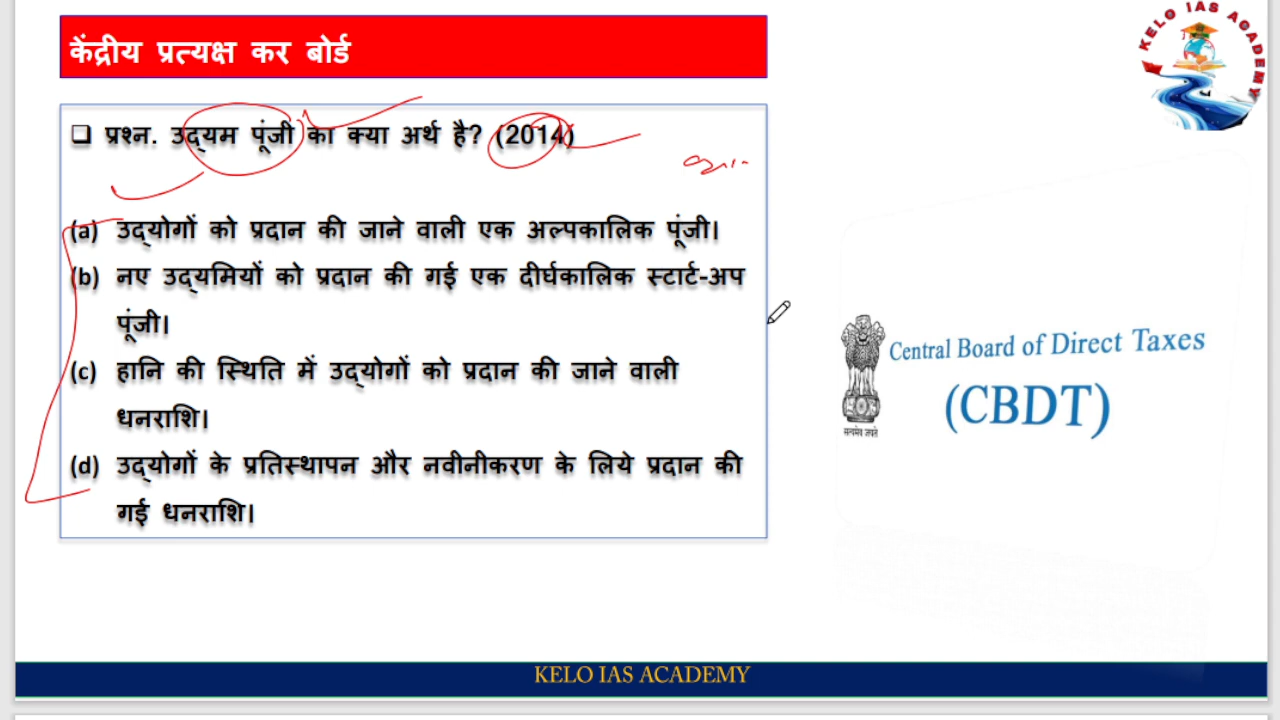 केंद्रीय प्रत्यक्ष कर बोर्ड
KELO IAS ACADEMY
प्रश्न. उद्यम पूंजी का क्या अर्थ है? (2014)
(a) उद्योगों को प्रदान की जाने वाली एक अल्पकालिक पूंजी।
(b) नए उद्यमियों को प्रदान की गई एक दीर्घकालिक स्टार्ट-अप
पूंजी।
(c) हानि की स्थिति में उद्योगों को प्रदान की जाने वाली
धनराशि।
(d) उद्योगों के प्रतिस्थापन और नवीनीकरण के लिये प्रदान की
गई धनराशि।
Central Board of Direct Taxes
(CBDT)
सत्यमेव जयते
KELO IAS ACADEMY